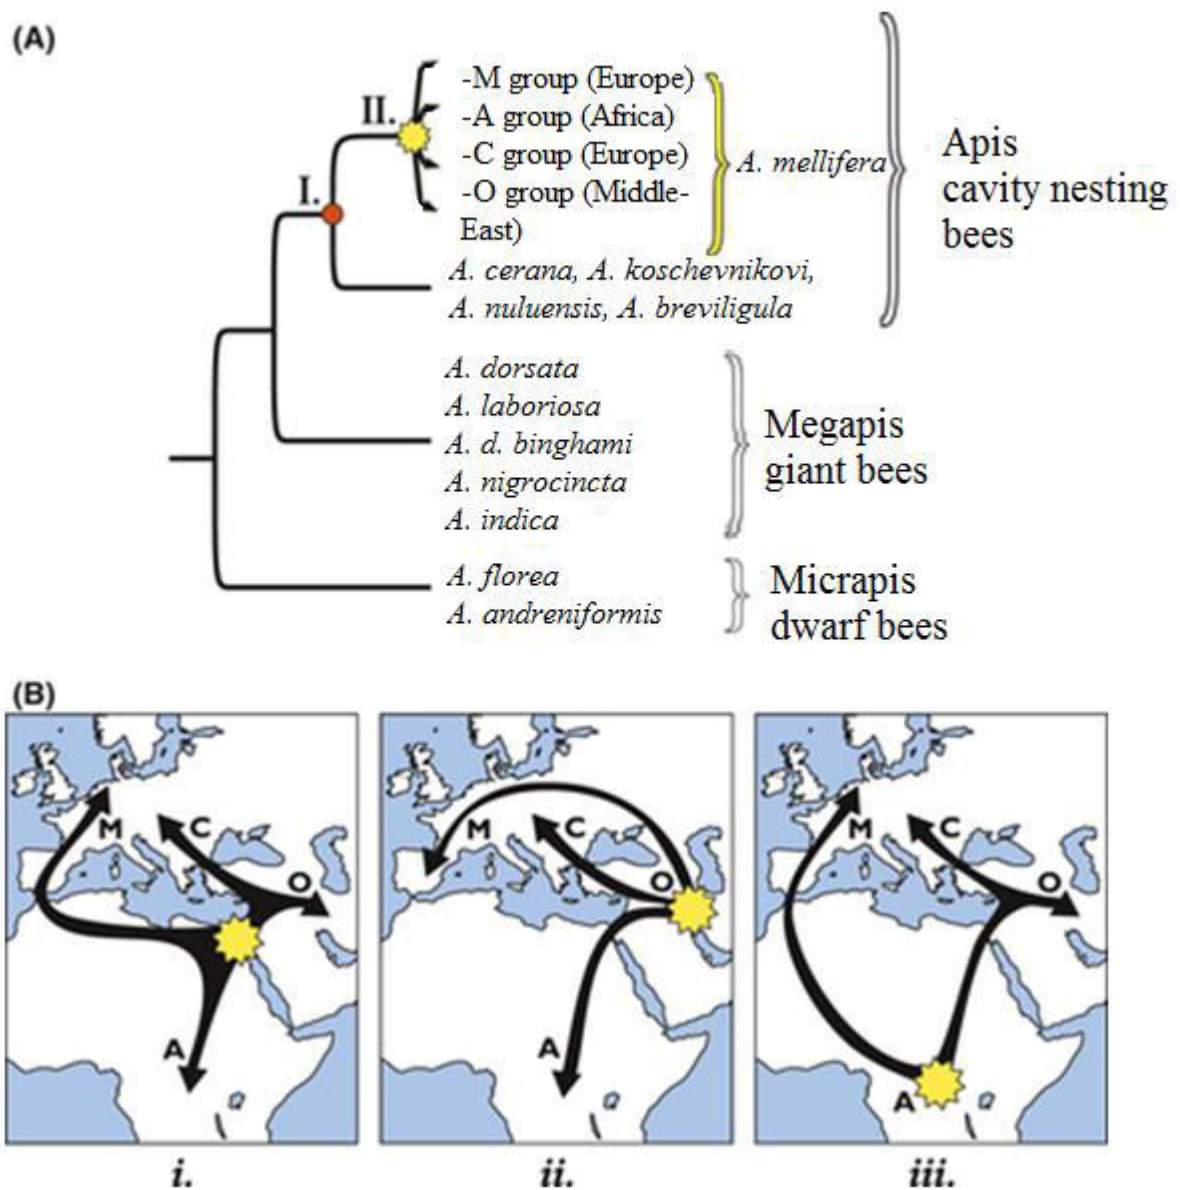 (A)
II.
I.
-M group (Europe)
-A group (Africa)
-C group (Europe)
-O group (Middle-
East)
A. mellifera
Apis
cavity nesting
bees
A. cerana, A. koschevnikovi,
A. nuluensis, A. breviligula
A. dorsata
A. laboriosa
A. d. binghami
A. nigrocincta
A. indica
Megapis
giant bees
A. florea
A. andreniformis
Micrapis
dwarf bees
(B)
M
C
O
A
i.
M
C
O
A
ii.
M
C
O
A
iii.